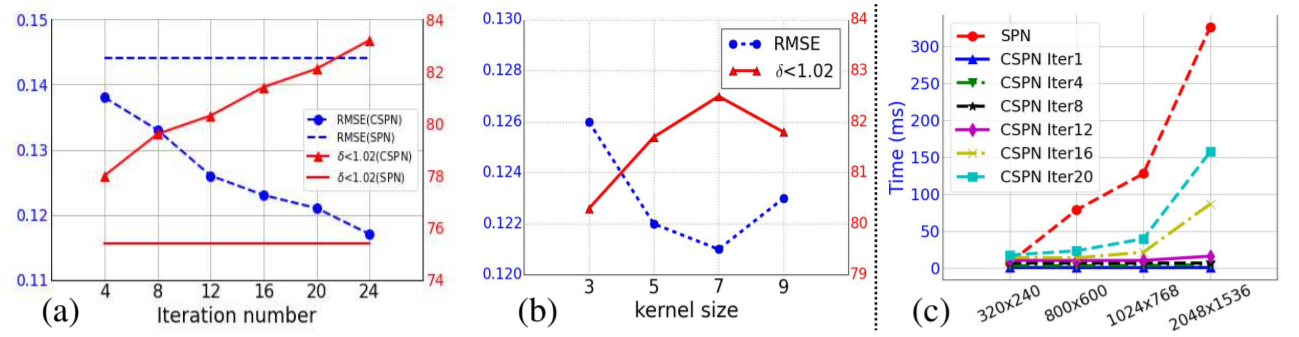 0.15
0.14
0.13
0.12
0.11
84
82
80
78
76
74
RMSE(CSPN)
RMSE(SPN)
δ<1.02(CSPN)
δ<1.02(SPN)
4 8 12 16 20 24
Iteration number
(a)
0.130
0.128
0.126
0.124
0.122
0.120
84
83
82
81
80
79
RMSE
δ<1.02
3 5 7 9
kernel size
(b)
Time (ms)
300
250
200
150
100
50
0
SPN
CSPN Iter1
CSPN Iter4
CSPN Iter8
CSPN Iter12
CSPN Iter16
CSPN Iter20
320x240 800x600 1024x768 2048x1536
(c)